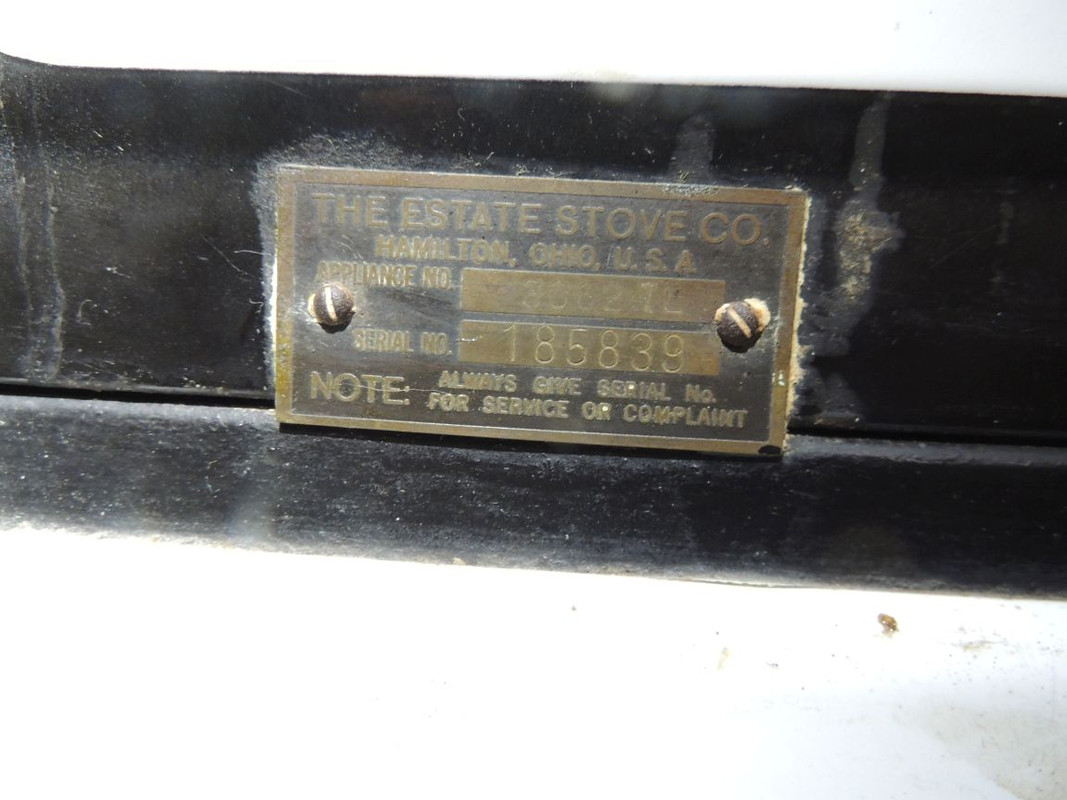 THE ESTATE STOVE CO.
HAMILTON, OHIO, U.S.A
APPLIANCE NO.
SERIAL NO. 185839
NOTE: ALWAYS GIVE SERIAL No.
FOR SERVICE OR COMPLAINT